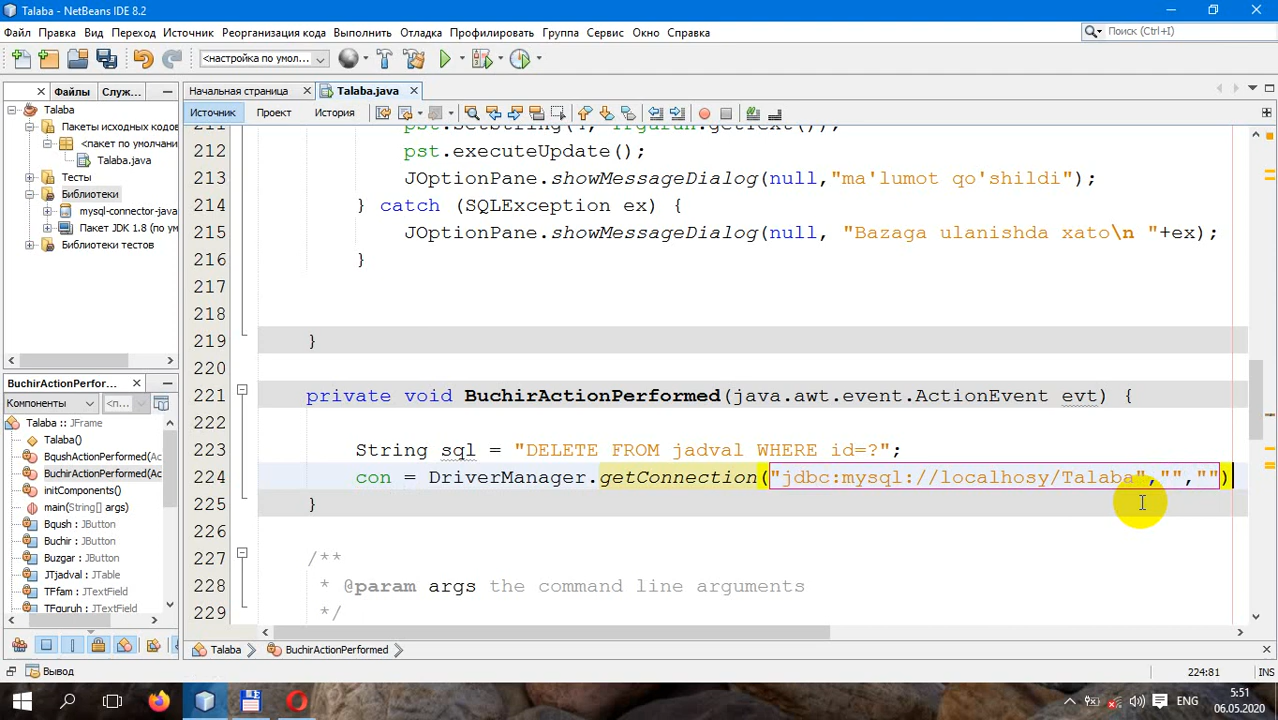 Talaba - NetBeans IDE 8.2
Файл Правка Вид Переход Источник Реорганизация кода Выполнить Отладка Профилировать Группа Сервис Окно Справка
Поиск (Ctrl+I)
<настройка по умол...
Файлы Служ...
Начальная страница Talaba.java
Источник Проект История
Talaba
Пакеты исходных кодов
<пакет по умолчани
Talaba.java
Тесты
Библиотеки
mysql-connector-java
Пакет JDK 1.8 (по ум
Библиотеки тестов
BuchirActionPerfor...
Компоненты <п...
Talaba :: JFrame
Talaba()
BqushActionPerformed(Ac
BuchirActionPerformed(Ac
initComponents()
main(String[] args)
Bqush : JButton
Buchir : JButton
Buzgar : JButton
JTjadval : JTable
TFfam : JTextField
TFguruh : JTextField
211 pst.setString(4, TFguruh.getText());
212 pst.executeUpdate();
213 JOptionPane.showMessageDialog(null,"ma'lumot qo'shildi");
214 } catch (SQLException ex) {
215 JOptionPane.showMessageDialog(null, "Bazaga ulanishda xato\n "+ex);
216 }
217
218
219 }
220
221 private void BuchirActionPerformed(java.awt.event.ActionEvent evt) {
222
223 String sql = "DELETE FROM jadval WHERE id=?";
224 con = DriverManager.getConnection("jdbc:mysql://localhosy/Talaba","","")
225 }
226
227 /**
228 * @param args the command line arguments
229 */
Talaba BuchirActionPerformed
Вывод
224:81 INS
ENG
5:51
06.05.2020